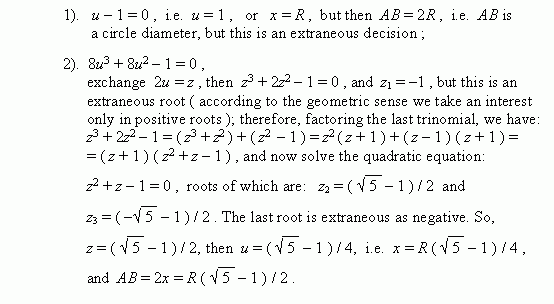 1). u – 1 = 0 , i.e. u = 1 , or x = R , but then AB = 2R , i.e. AB is
a circle diameter, but this is an extraneous decision ;
2). 8u³ + 8u² – 1 = 0 ,
exchange 2u = z , then z³ + 2z² – 1 = 0 , and z₁ = –1 , but this is an
extraneous root ( according to the geometric sense we take an interest
only in positive roots ); therefore, factoring the last trinomial, we have:
z³ + 2z² – 1 = ( z³ + z² ) + ( z² – 1 ) = z² ( z + 1 ) + ( z – 1 ) ( z + 1 ) =
= ( z + 1 ) ( z² + z – 1 ) , and now solve the quadratic equation:
z² + z – 1 = 0 , roots of which are: z₂ = ( √5 – 1 ) / 2 and
z₃ = ( –√5 – 1 ) / 2 . The last root is extraneous as negative. So,
z = ( √5 – 1 ) / 2 , then u = ( √5 – 1 ) / 4 , i.e. x = R ( √5 – 1 ) / 4 ,
and AB = 2x = R ( √5 – 1 ) / 2 .